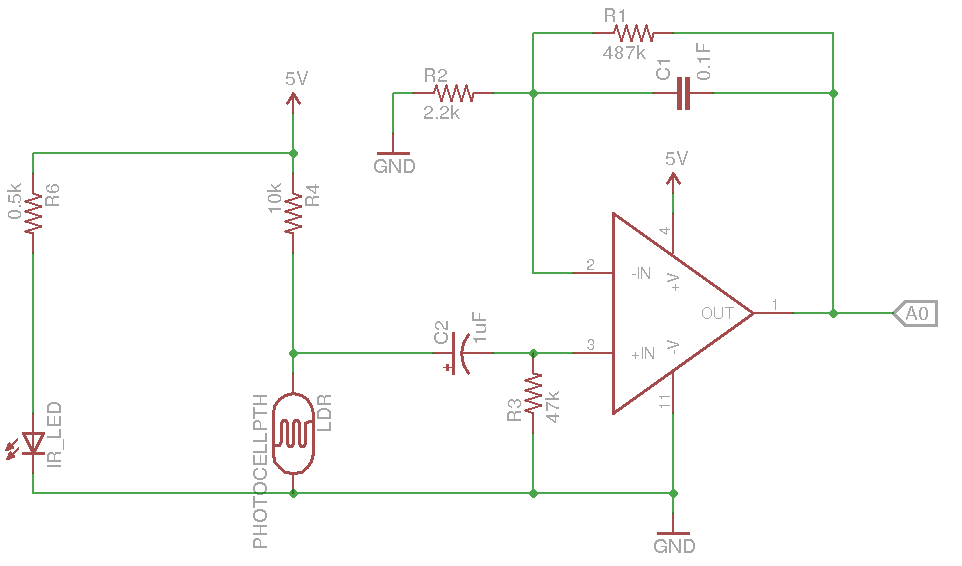 R1
487k
C1
0.1F
R2
2.2k
GND
5V
5V
0.5k
R6
10k
R4
4
2
-IN
+V
OUT
1
A0
C2
1uF
3
+IN
-V
11
R3
47k
IR_LED
PHOTOCELLPTH
LDR
GND